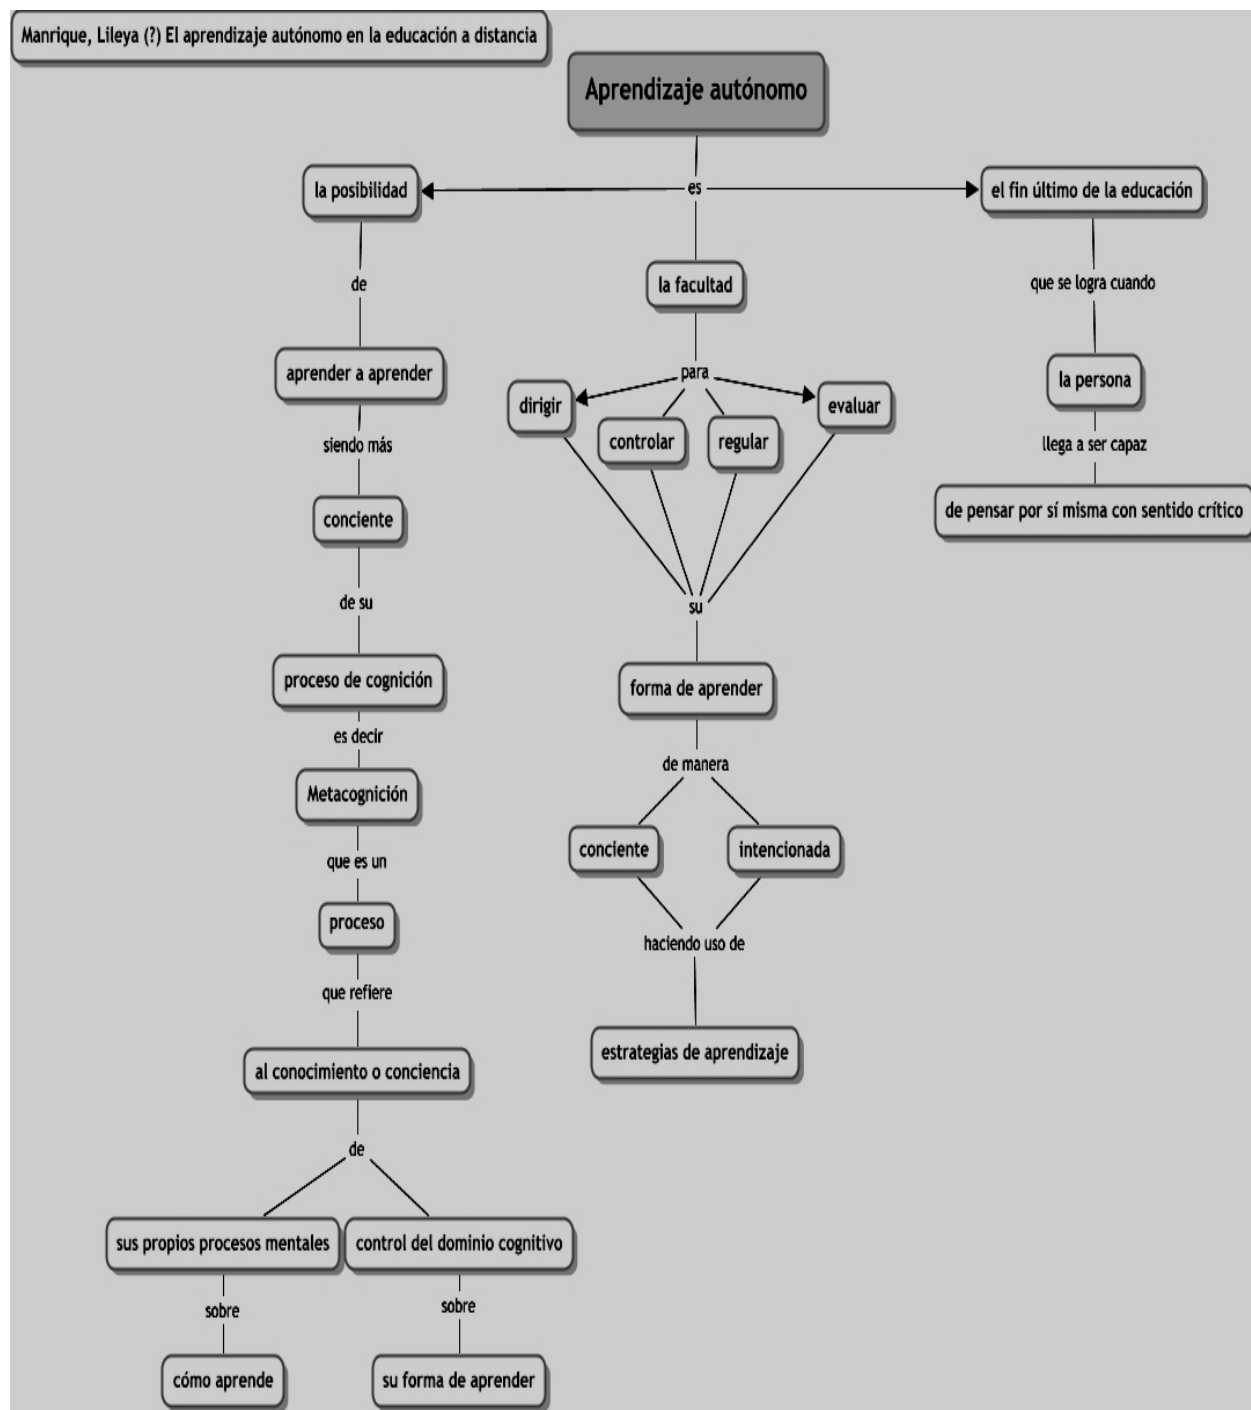 Manrique, Lileya (?) El aprendizaje autónomo en la educación a distancia
Aprendizaje autónomo
es
la posibilidad
de
aprender a aprender
siendo más
conciente
de su
proceso de cognición
es decir
Metacognición
que es un
proceso
que refiere
al conocimiento o conciencia
de
sus propios procesos mentales
sobre
cómo aprende
control del dominio cognitivo
sobre
su forma de aprender
la facultad
para
dirigir
controlar
regular
evaluar
su
forma de aprender
de manera
conciente
intencionada
haciendo uso de
estrategias de aprendizaje
el fin último de la educación
que se logra cuando
la persona
llega a ser capaz
de pensar por sí misma con sentido crítico